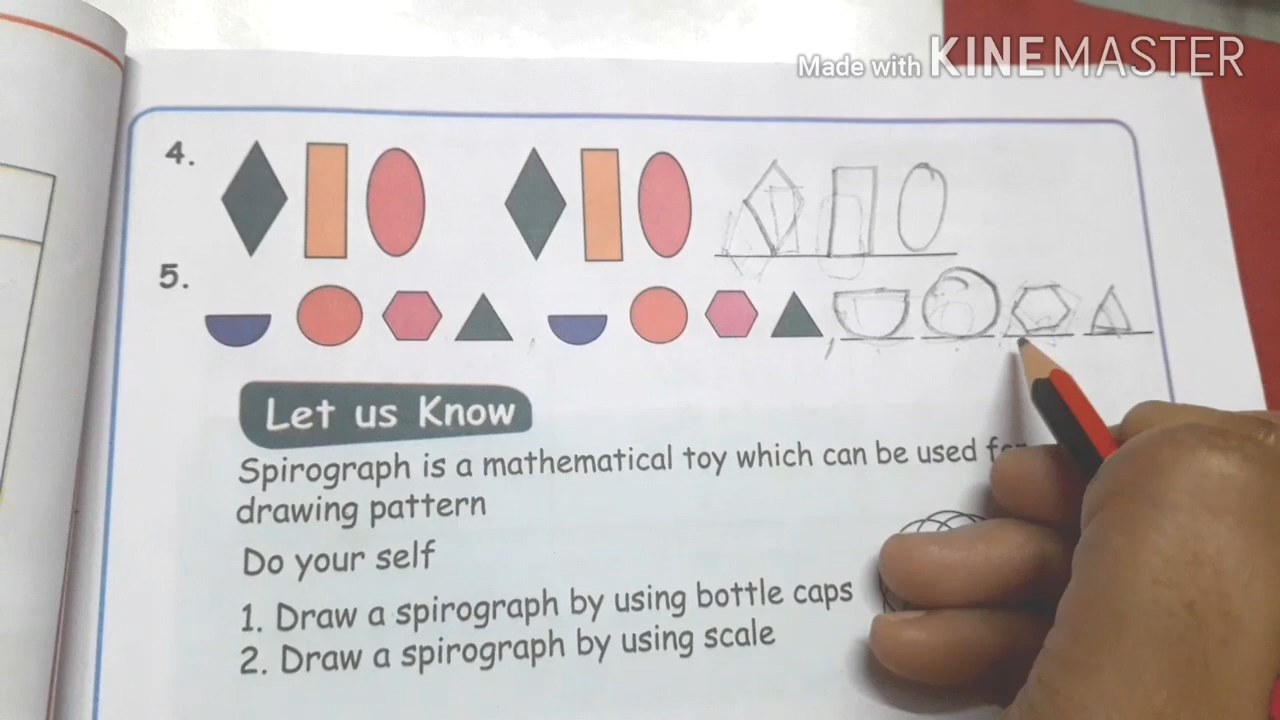 Made with KINEMASTER
4.
5.
Let us Know
Spirograph is a mathematical toy which can be used
drawing pattern
Do your self
1. Draw a spirograph by using bottle caps
2. Draw a spirograph by using scale